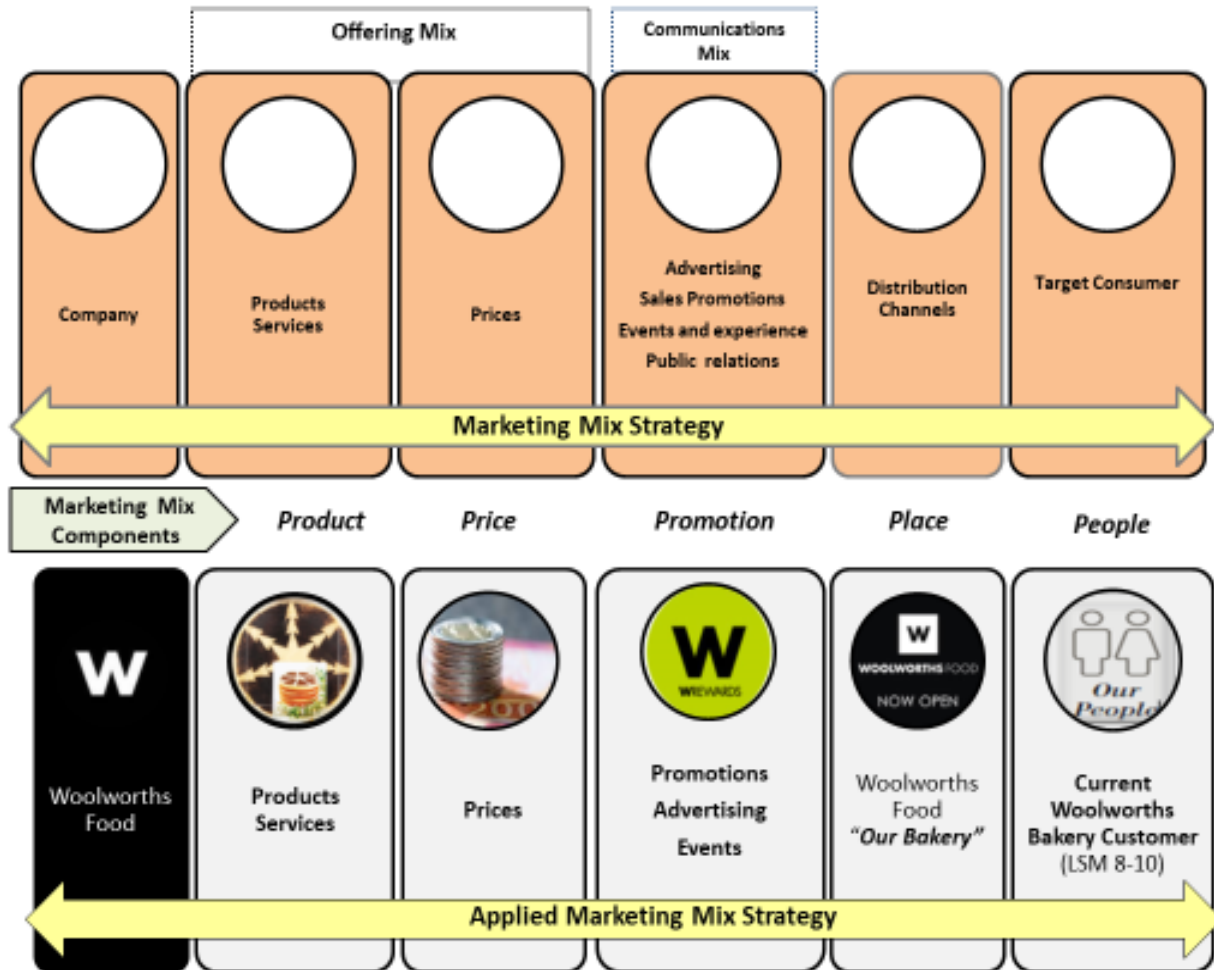 Offering Mix
Communications
Mix
Company
Products
Services
Prices
Advertising
Sales Promotions
Events and experience
Public relations
Distribution
Channels
Target Consumer
Marketing Mix Strategy
Marketing Mix
Components
Product
Price
Promotion
Place
People
W
Woolworths
Food
Products
Services
200
Prices
W
WREWARDS
Promotions
Advertising
Events
W
WOOLWORTHS FOOD
NOW OPEN
Woolworths
Food
"Our Bakery"
Our
People
Current
Woolworths
Bakery Customer
(LSM 8-10)
Applied Marketing Mix Strategy